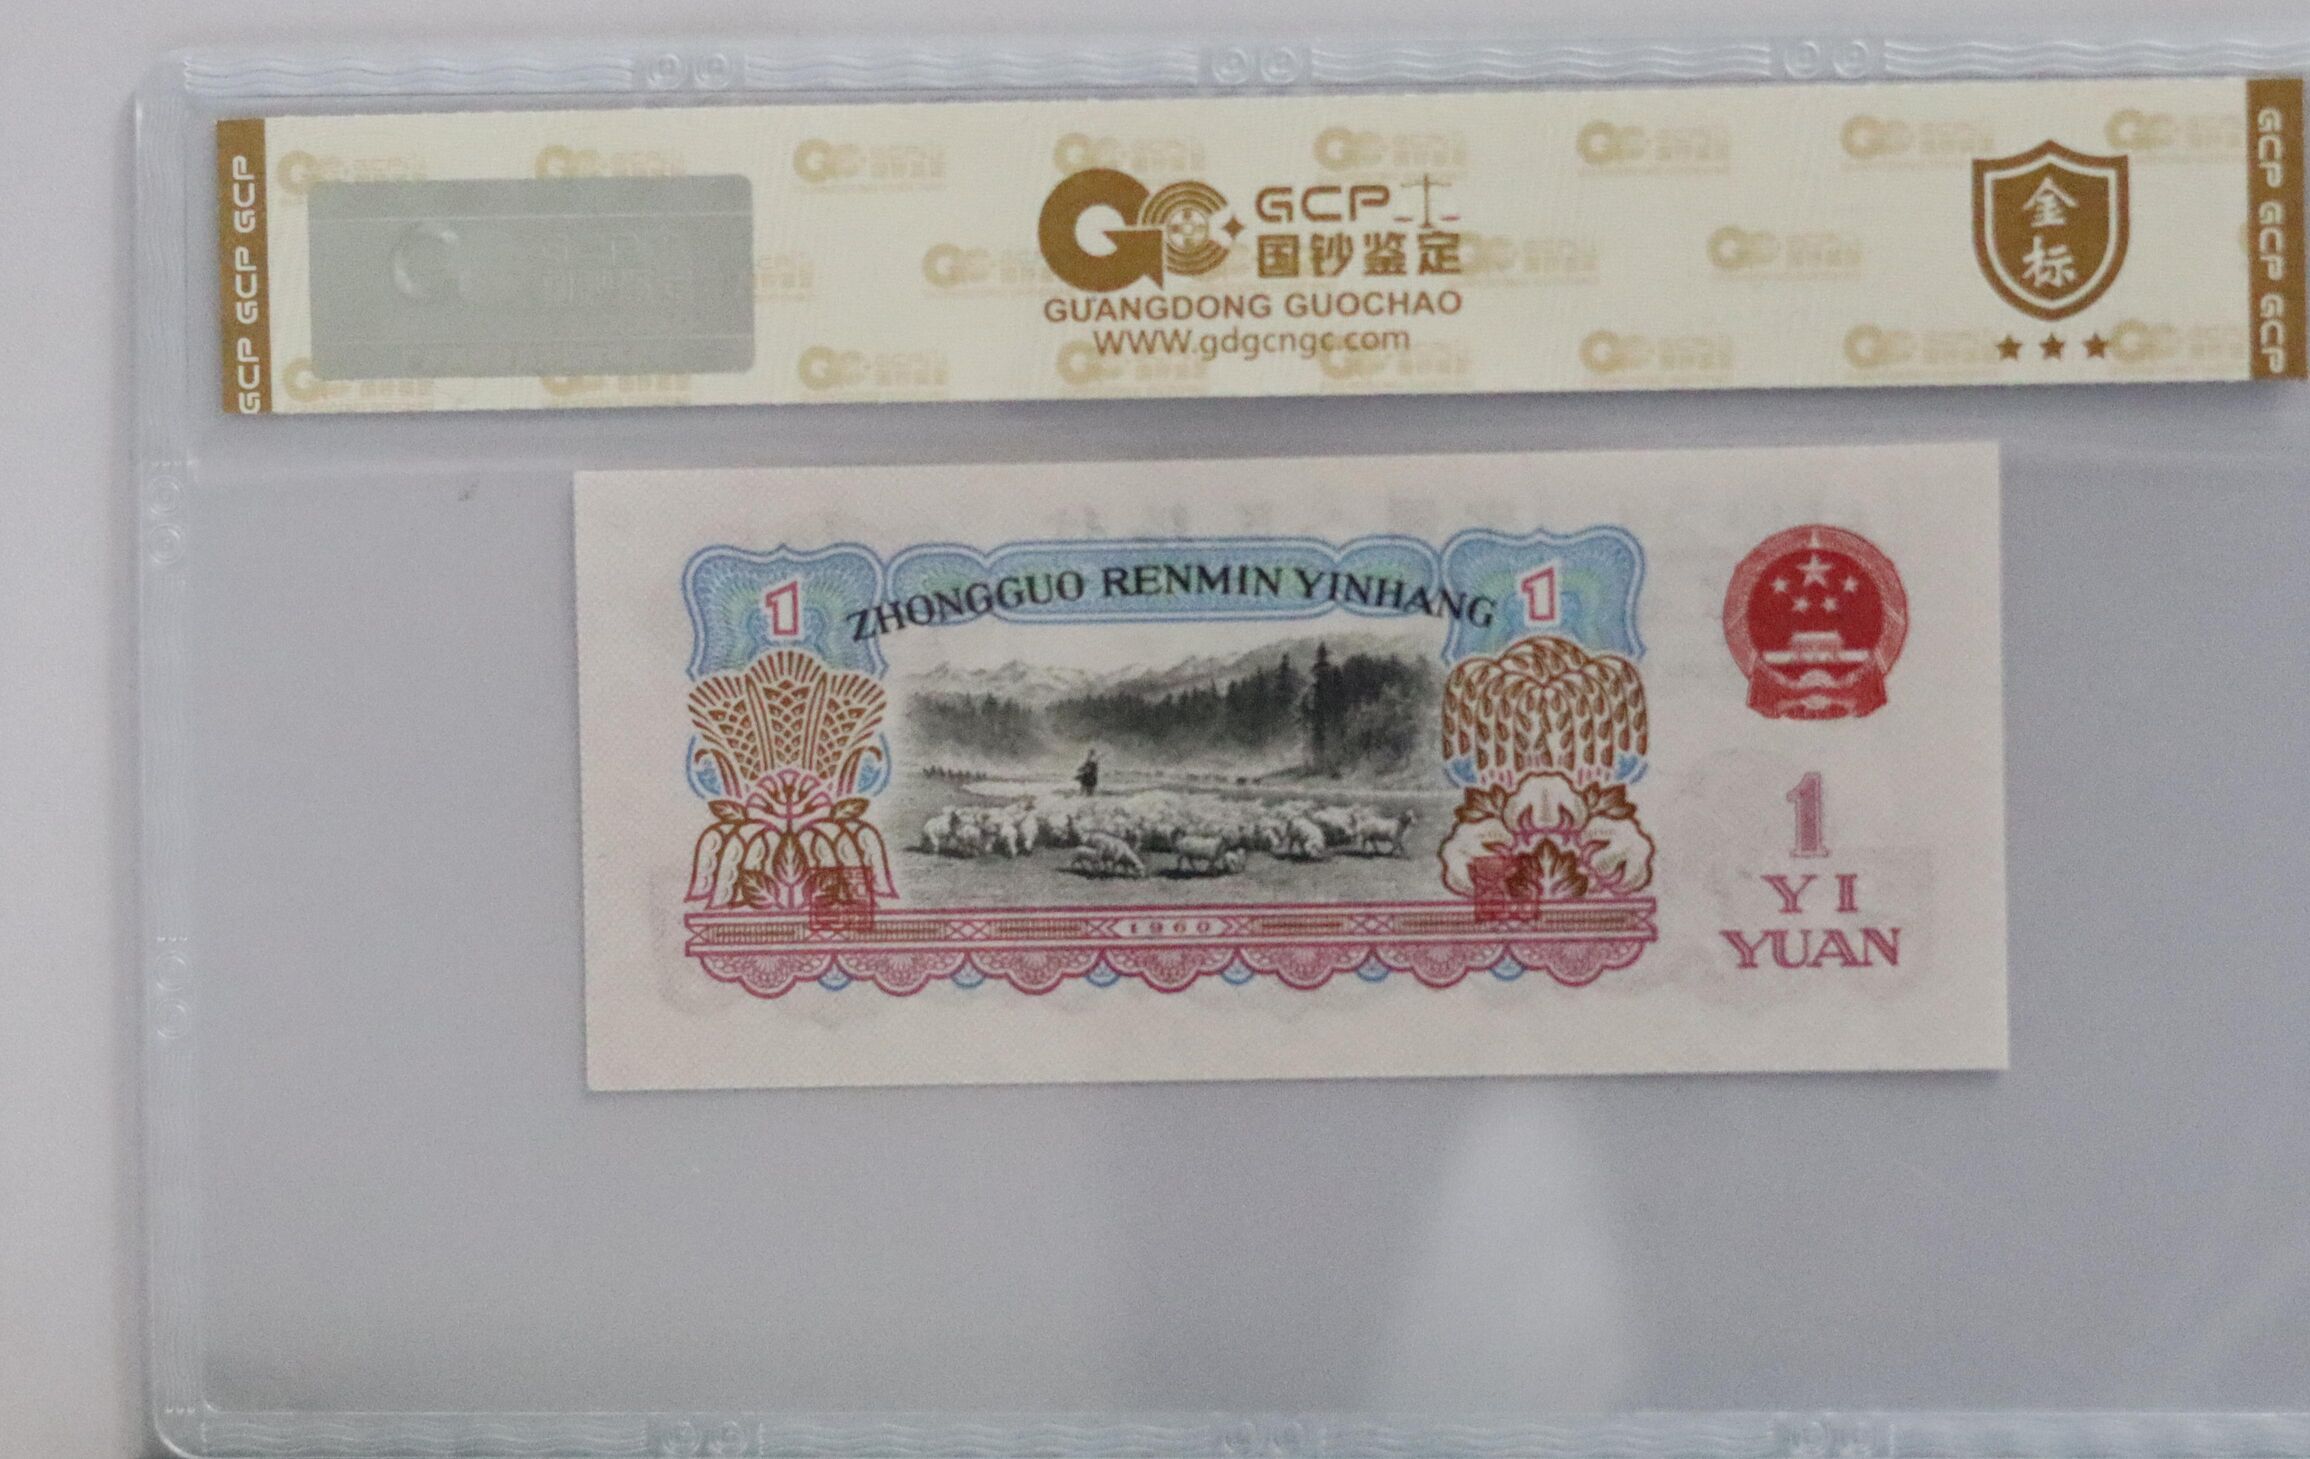 GCP GCP GCP
GCP
国钞鉴定
GUANGDONG GUOCHAO
WWW.gdgcngc.com
金
标
GCP GCP GCP
1
ZHONGGUO RENMIN YINHANG
1
1960
1
YI
YUAN